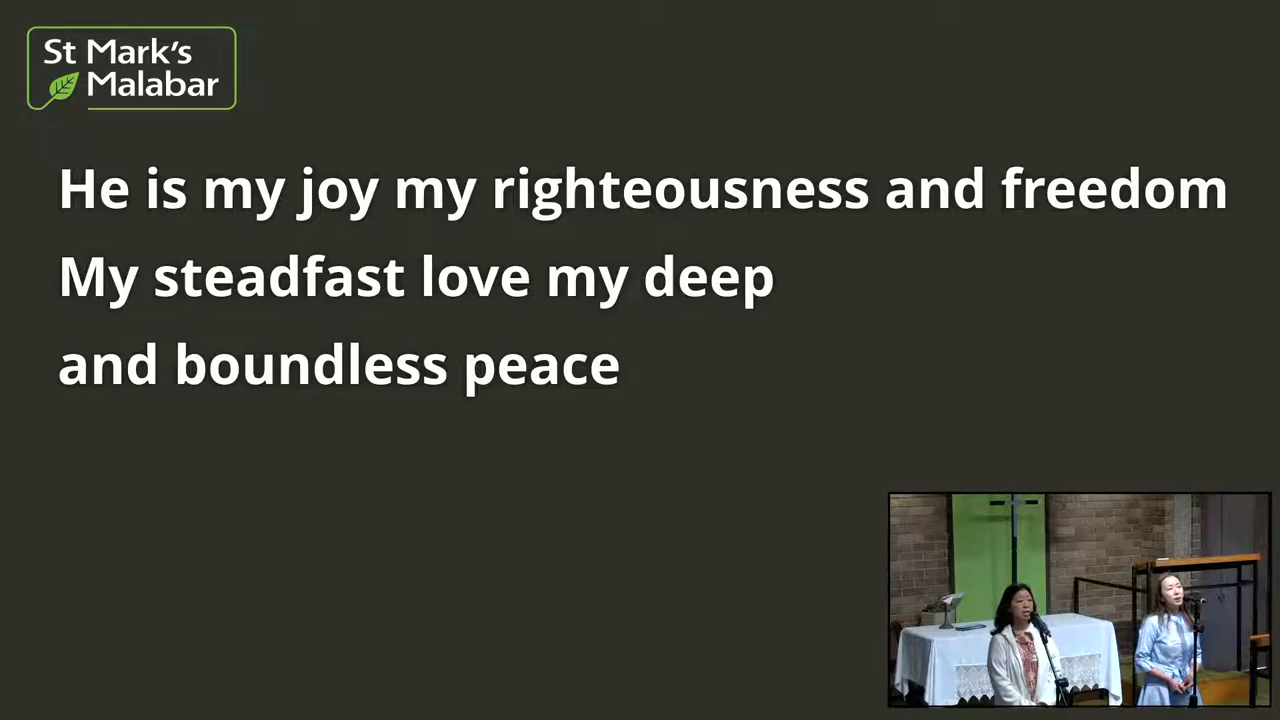 St Mark's
Malabar
He is my joy my righteousness and freedom
My steadfast love my deep
and boundless peace